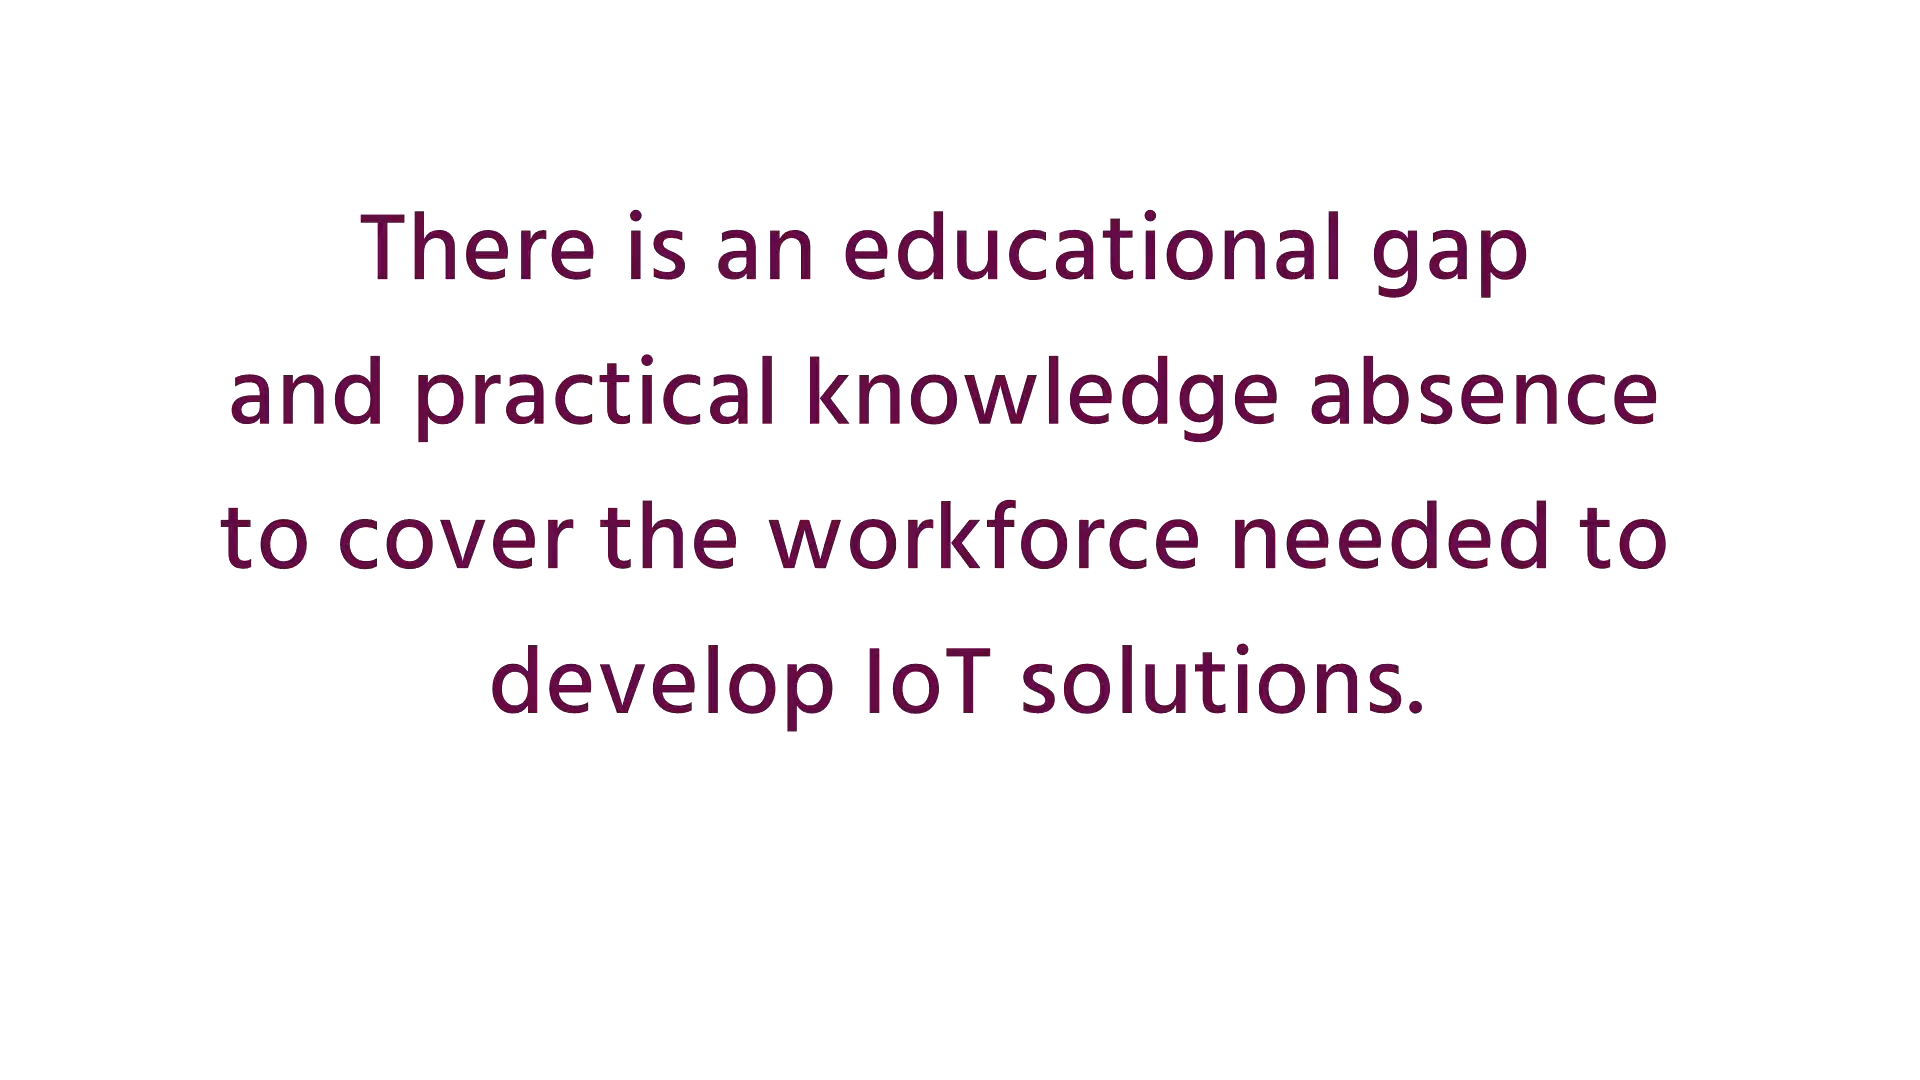 There is an educational gap
and practical knowledge absence
to cover the workforce needed to
develop IoT solutions.